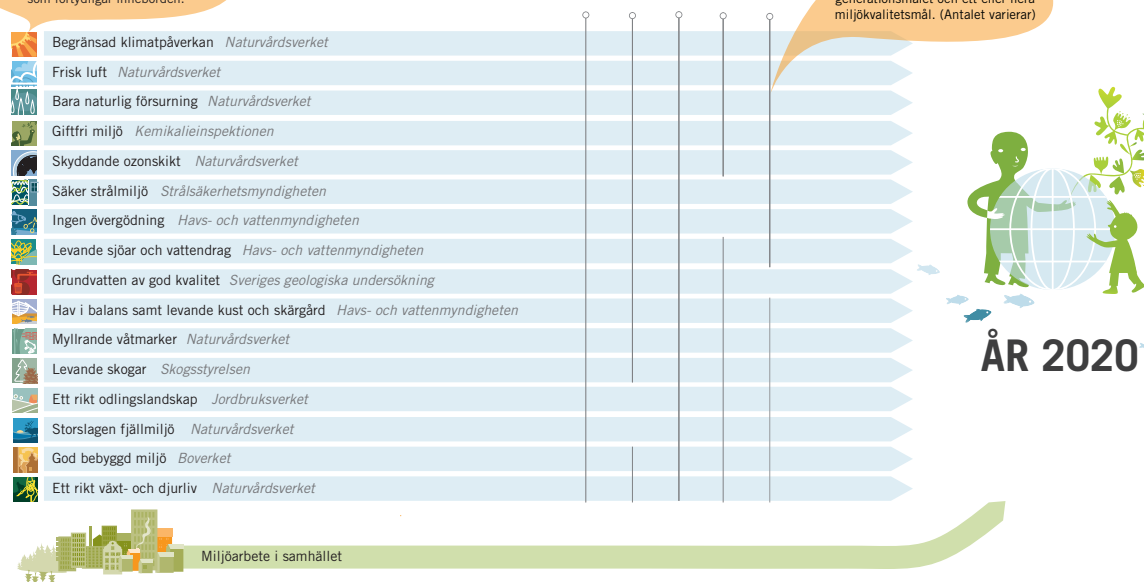 som förtydligar innebörden.
generationsmålet och ett eller flera
miljökvalitetsmål. (Antalet varierar)
Begränsad klimatpåverkan Naturvårdsverket
Frisk luft Naturvårdsverket
Bara naturlig försurning Naturvårdsverket
Giftfri miljö Kemikalieinspektionen
Skyddande ozonskikt Naturvårdsverket
Säker strålmiljö Strålsäkerhetsmyndigheten
Ingen övergödning Havs- och vattenmyndigheten
Levande sjöar och vattendrag Havs- och vattenmyndigheten
Grundvatten av god kvalitet Sveriges geologiska undersökning
Hav i balans samt levande kust och skärgård Havs- och vattenmyndigheten
Myllrande våtmarker Naturvårdsverket
Levande skogar Skogsstyrelsen
Ett rikt odlingslandskap Jordbruksverket
Storslagen fjällmiljö Naturvårdsverket
God bebyggd miljö Boverket
Ett rikt växt- och djurliv Naturvårdsverket
ÅR 2020
Miljöarbete i samhället